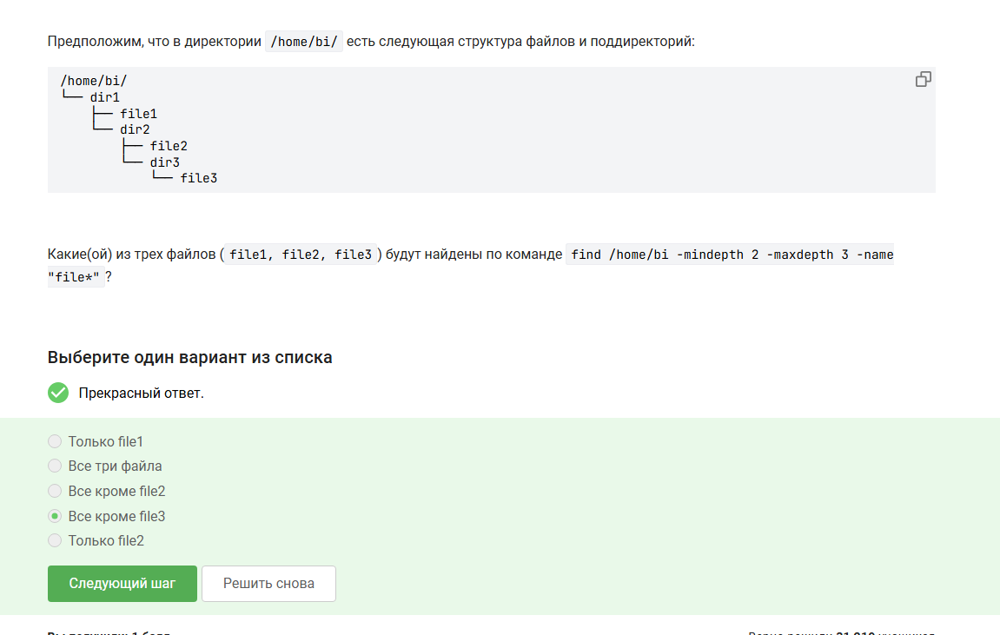 Предположим, что в директории /home/bi/ есть следующая структура файлов и поддиректорий:
/home/bi/
└── dir1
    ├── file1
    └── dir2
        ├── file2
        └── dir3
            └── file3
Какие(ой) из трех файлов ( file1, file2, file3 ) будут найдены по команде find /home/bi -mindepth 2 -maxdepth 3 -name
"file*" ?
Выберите один вариант из списка
Прекрасный ответ.
Только file1
Все три файла
Все кроме file2
Все кроме file3
Только file2
Следующий шаг Решить снова